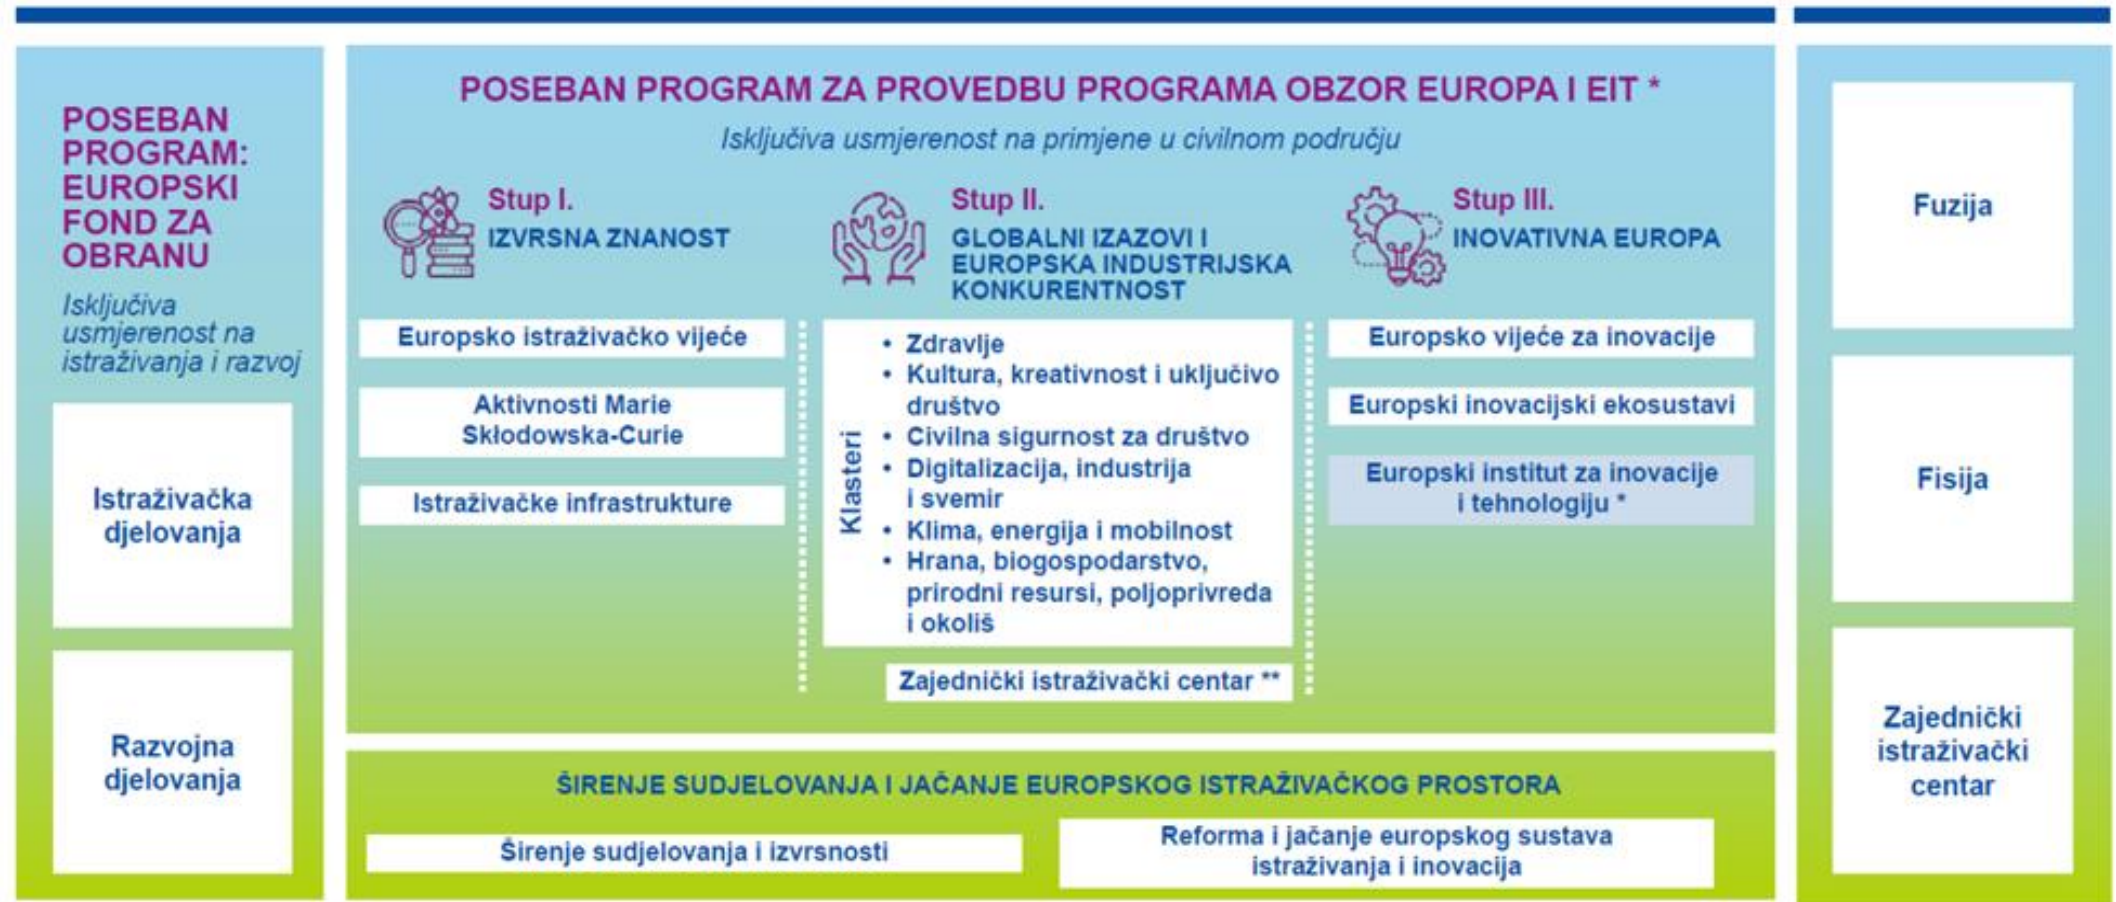 POSEBAN
PROGRAM:
EUROPSKI
FOND ZA
OBRANU
Isključiva
usmjerenost na
istraživanja i razvoj
Istraživačka
djelovanja
Razvojna
djelovanja
POSEBAN PROGRAM ZA PROVEDBU PROGRAMA OBZOR EUROPA I EIT *
Isključiva usmjerenost na primjene u civilnom području
Stup I.
IZVRSNA ZNANOST
Europsko istraživačko vijeće
Aktivnosti Marie
Skłodowska-Curie
Istraživačke infrastrukture
Stup II.
GLOBALNI IZAZOVI I
EUROPSKA INDUSTRIJSKA
KONKURENTNOST
Klasteri
• Zdravlje
• Kultura, kreativnost i uključivo
društvo
• Civilna sigurnost za društvo
• Digitalizacija, industrija
i svemir
• Klima, energija i mobilnost
• Hrana, biogospodarstvo,
prirodni resursi, poljoprivreda
i okoliš
Zajednički istraživački centar **
Stup III.
INOVATIVNA EUROPA
Europsko vijeće za inovacije
Europski inovacijski ekosustavi
Europski institut za inovacije
i tehnologiju *
ŠIRENJE SUDJELOVANJA I JAČANJE EUROPSKOG ISTRAŽIVAČKOG PROSTORA
Širenje sudjelovanja i izvrsnosti
Reforma i jačanje europskog sustava
istraživanja i inovacija
Fuzija
Fisija
Zajednički
istraživački
centar